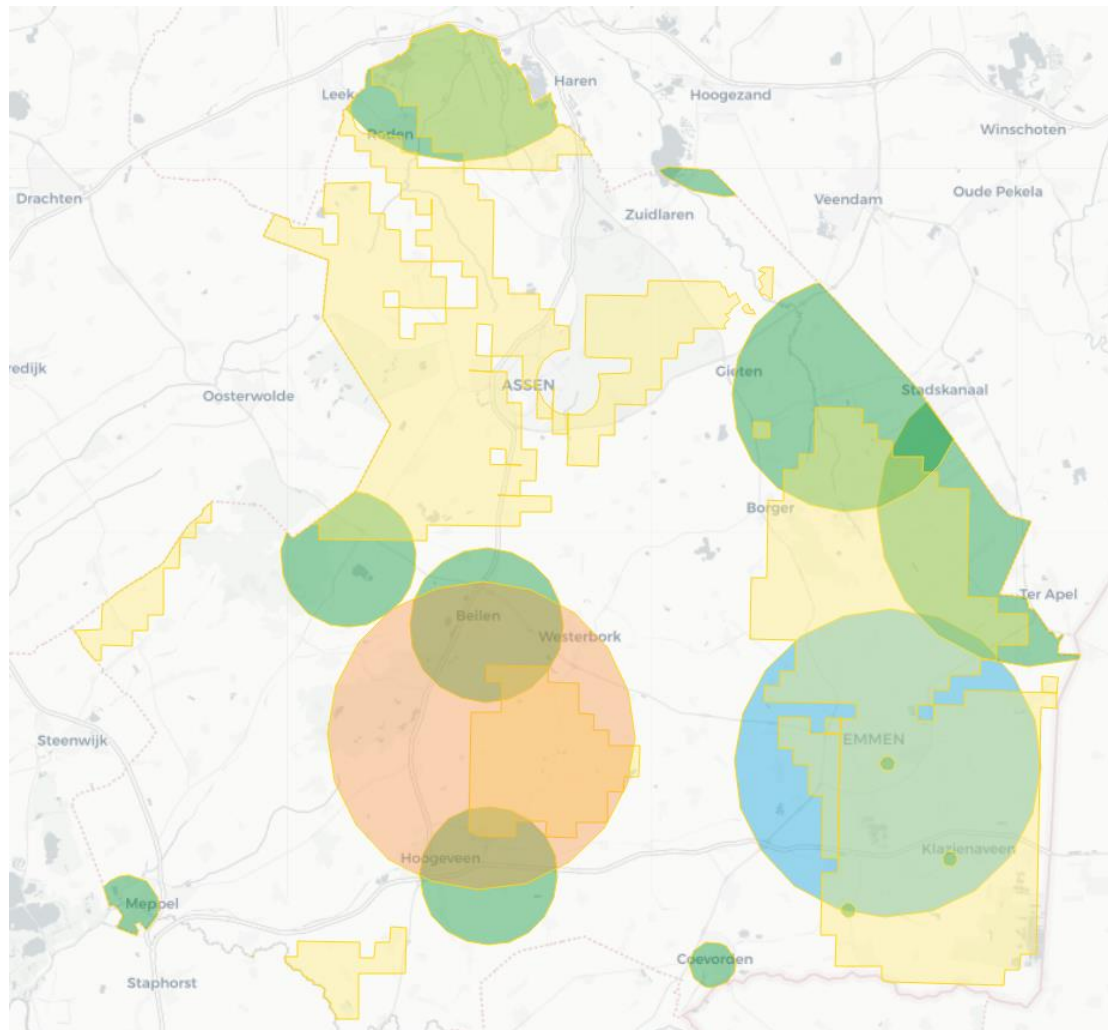 Leek
Haren
Hoogezand
Roden
Winschoten
Drachten
Zuidlaren
Veendam
Oude Pekela
redijk
Gieten
ASSEN
Stadskanaal
Oosterwolde
Borger
Ter Apel
Beilen
Westerbork
Steenwijk
EMMEN
Hoogeveen
Klazienaveen
Meppel
Coevorden
Staphorst